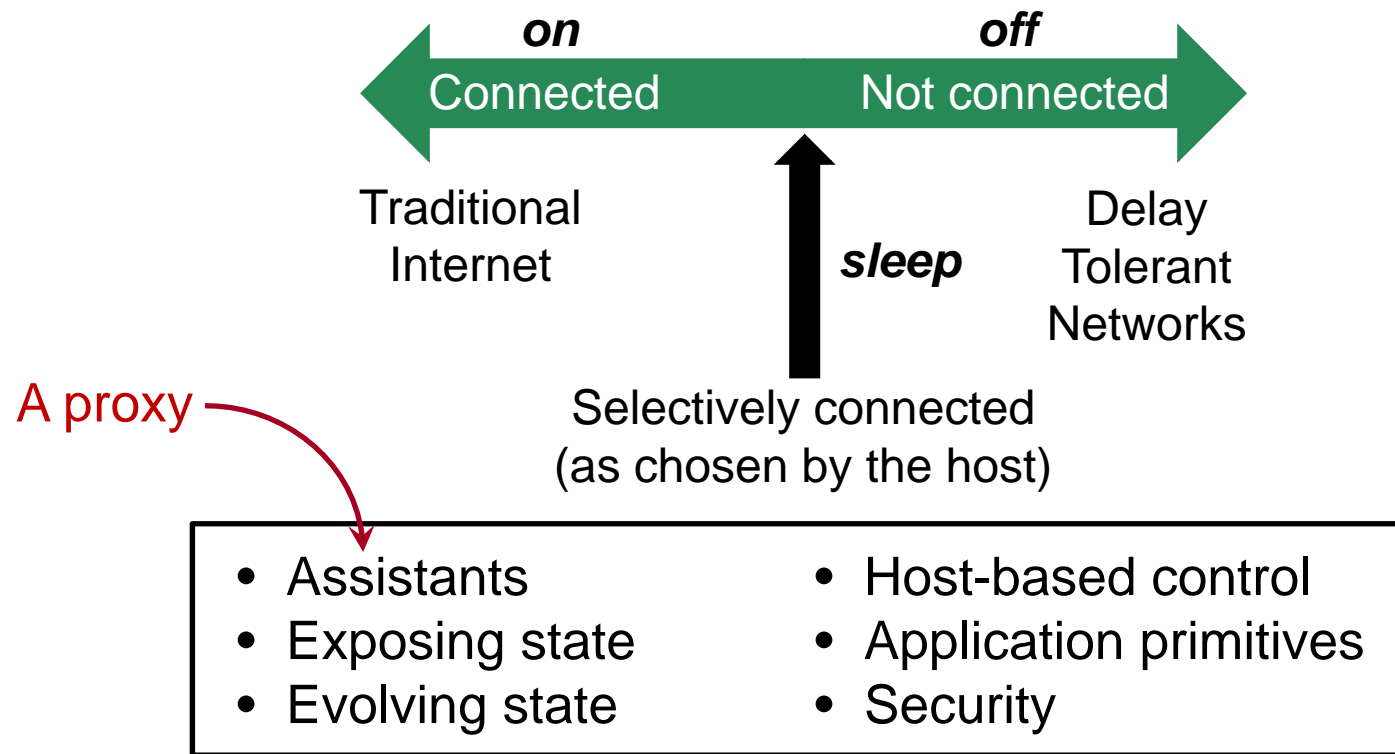 on
off
Connected
Not connected
Traditional
Internet
sleep
Delay
Tolerant
Networks
A proxy
Selectively connected
(as chosen by the host)
• Assistants
• Exposing state
• Evolving state
• Host-based control
• Application primitives
• Security